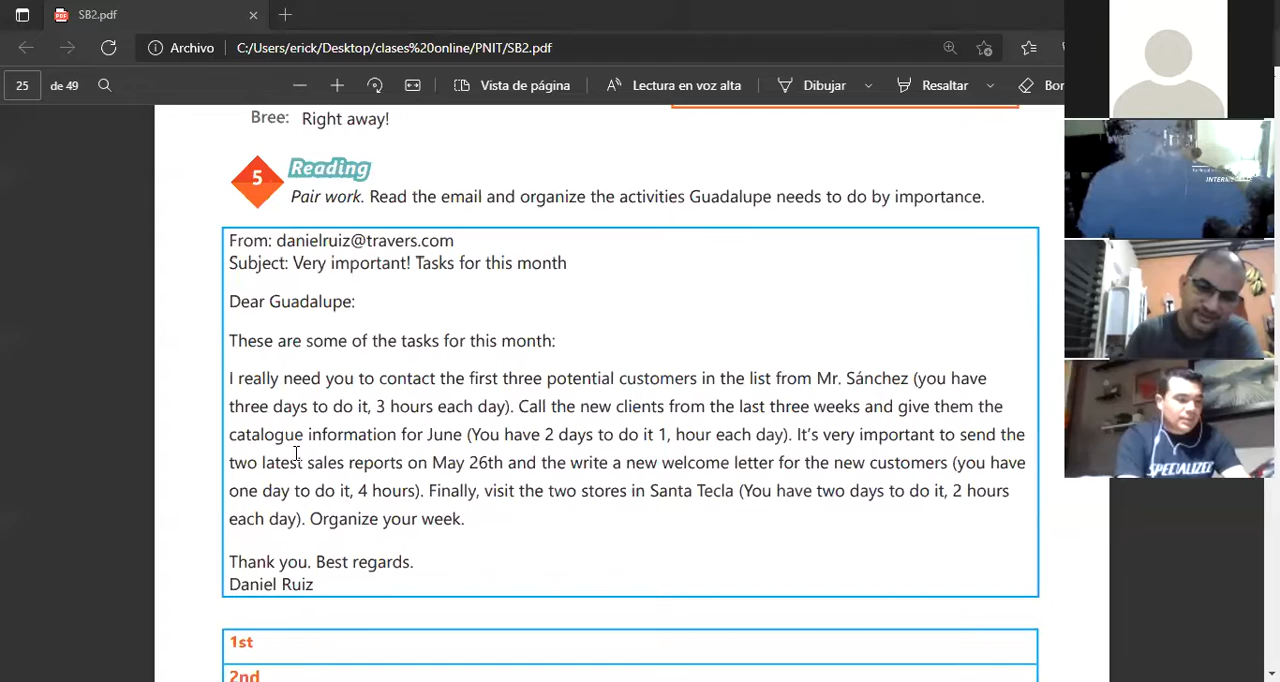 SB2.pdf
Archivo
C:/Users/erick/Desktop/clases%20online/PNIT/SB2.pdf
25 de 49
Vista de página
Lectura en voz alta
Dibujar
Resaltar
Bor
Bree: Right away!
5 Reading
Pair work. Read the email and organize the activities Guadalupe needs to do by importance.
From: danielruiz@travers.com
Subject: Very important! Tasks for this month
Dear Guadalupe:
These are some of the tasks for this month:
I really need you to contact the first three potential customers in the list from Mr. Sánchez (you have
three days to do it, 3 hours each day). Call the new clients from the last three weeks and give them the
catalogue information for June (You have 2 days to do it 1, hour each day). It's very important to send the
two latest sales reports on May 26th and the write a new welcome letter for the new customers (you have
one day to do it, 4 hours). Finally, visit the two stores in Santa Tecla (You have two days to do it, 2 hours
each day). Organize your week.
Thank you. Best regards.
Daniel Ruiz
1st
2nd
SPECIALIZED